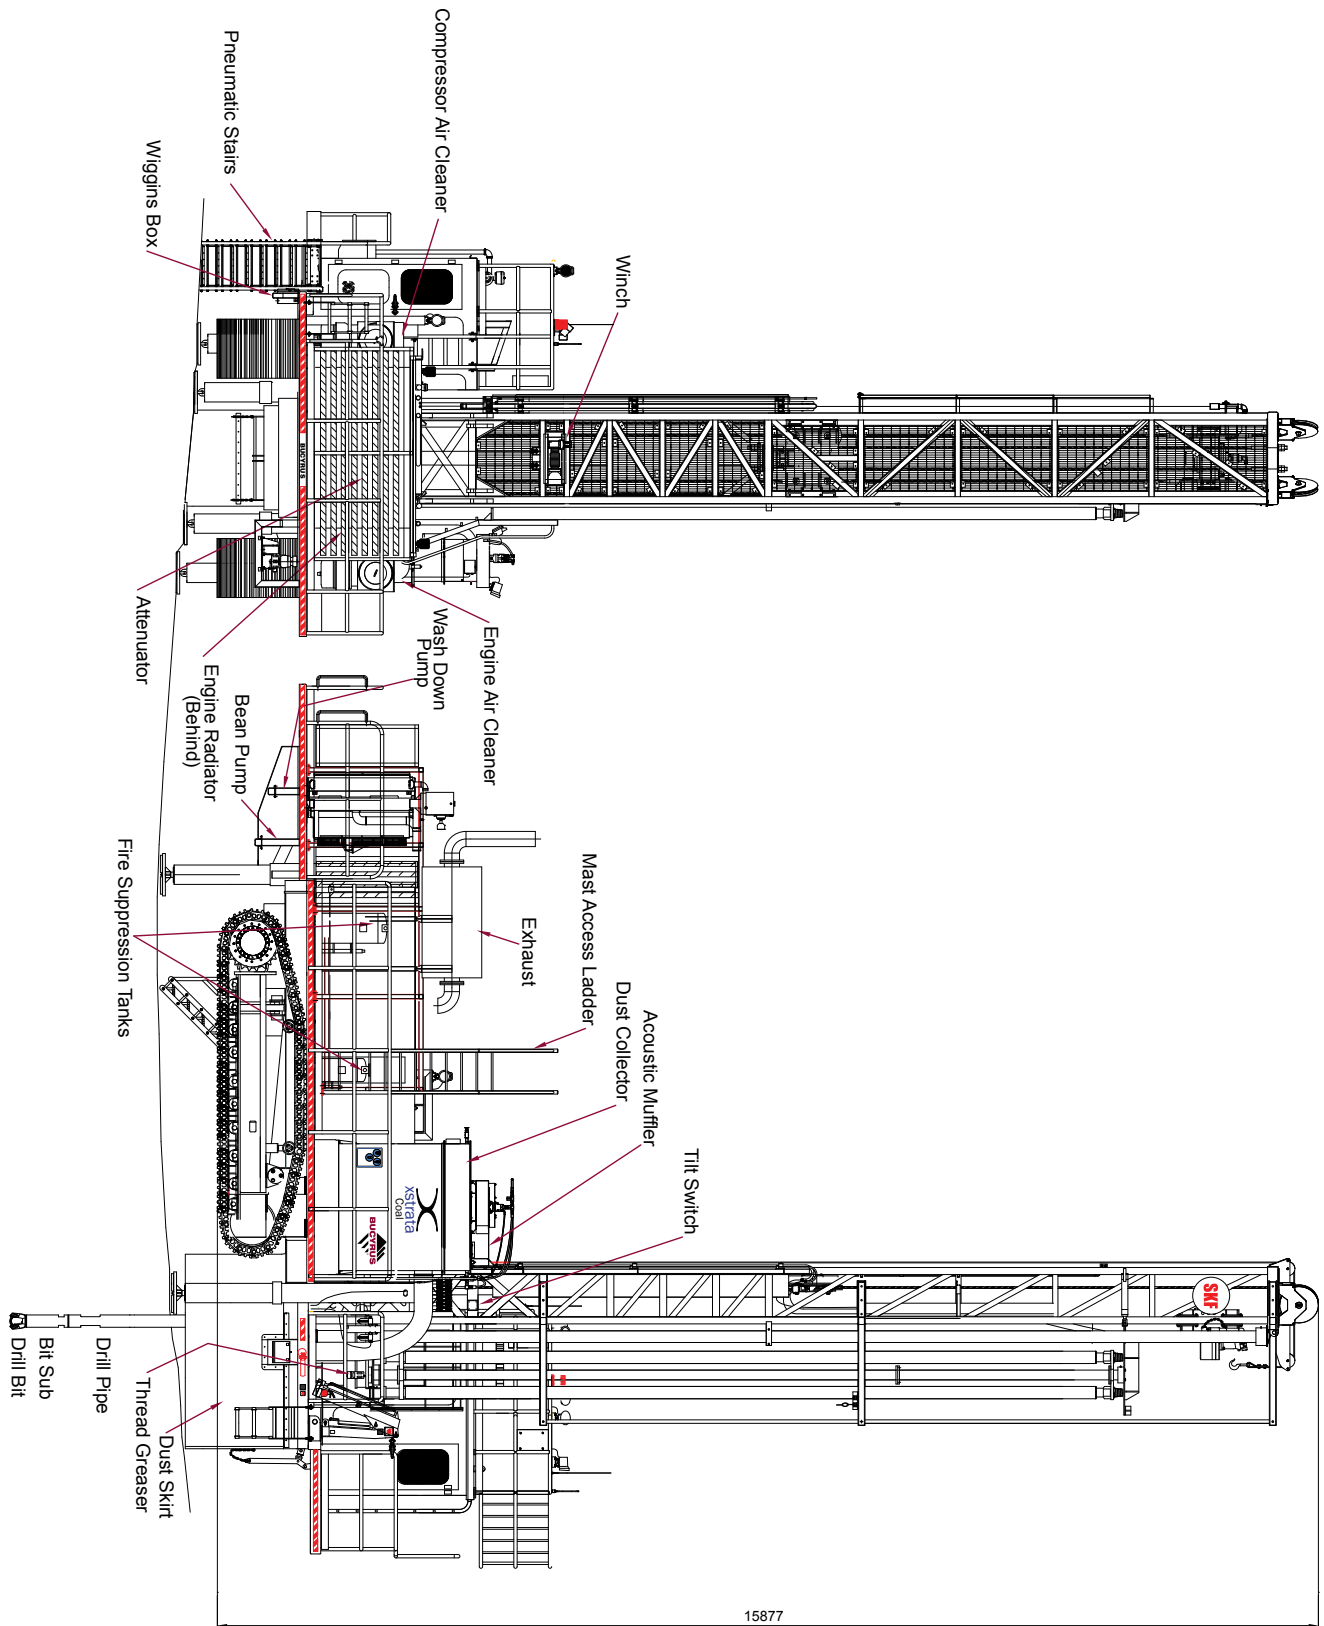 Pneumatic Stairs
Wiggins Box
Compressor Air Cleaner
Winch
BUCYRUS
Attenuator
Engine Radiator
(Behind)
Engine Air Cleaner
Wash Down
Pump
Bean Pump
Fire Suppression Tanks
Exhaust
Mast Access Ladder
Dust Collector
Acoustic Muffler
Tilt Switch
xstrata
Coal
BUCYRUS
SKF
Dust Skirt
Thread Greaser
Drill Pipe
Bit Sub
Drill Bit
15877